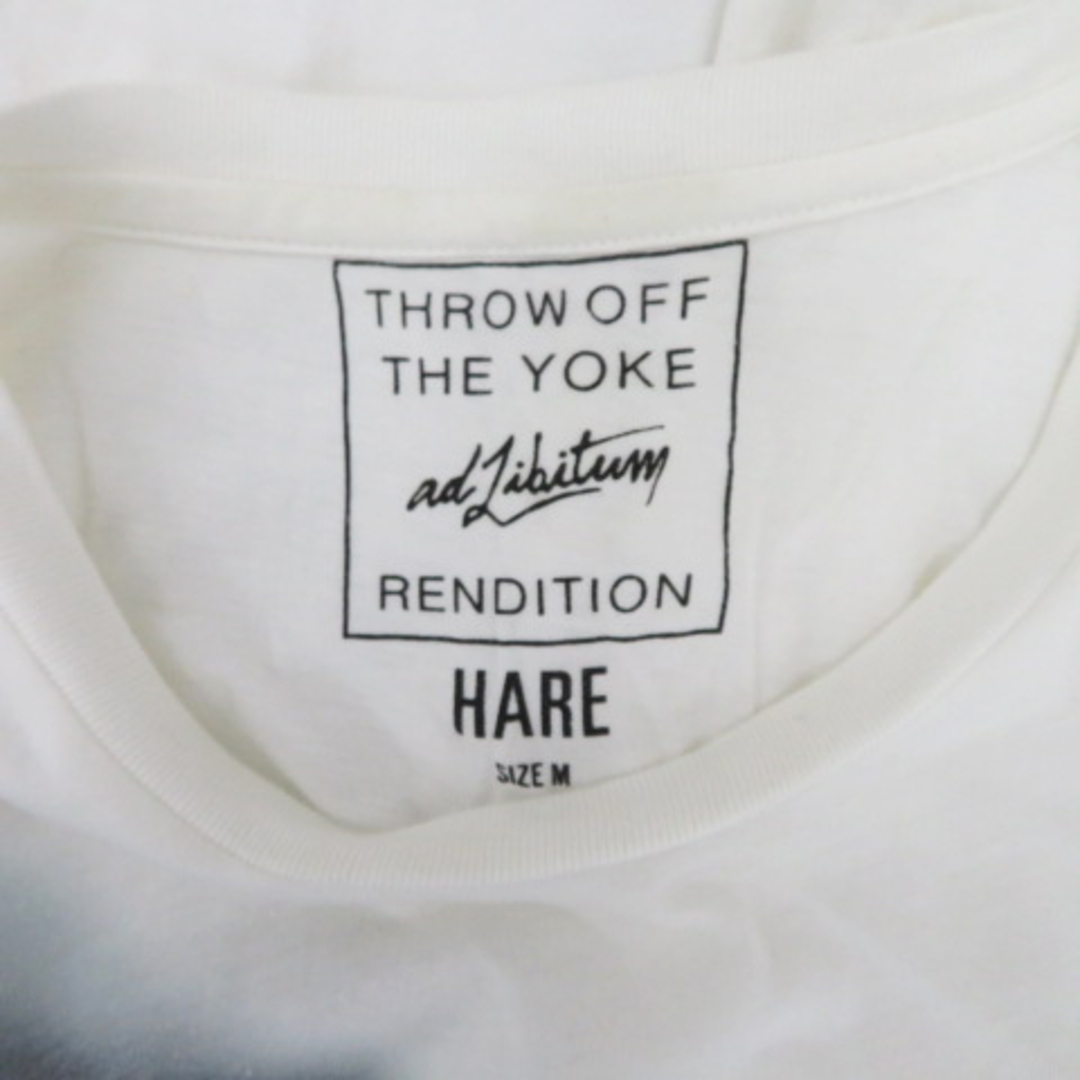 THROW OFF
THE YOKE
ad Libitum
RENDITION
HARE
SIZE M